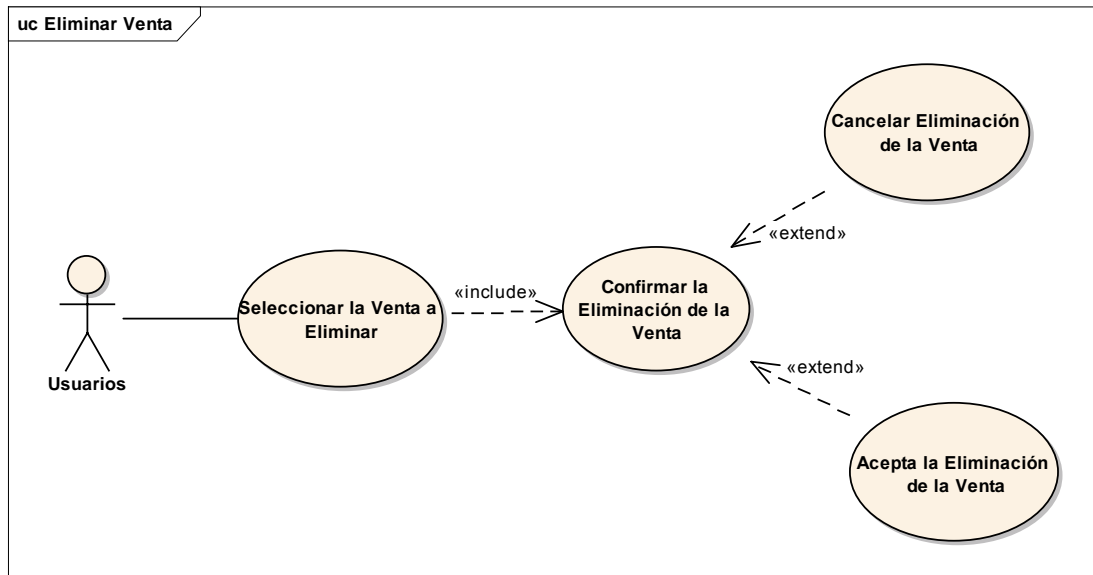 uc Eliminar Venta
Cancelar Eliminación
de la Venta
«extend»
Confirmar la
Eliminación de la
Venta
«include»
Seleccionar la Venta a
Eliminar
Usuarios
«extend»
Acepta la Eliminación
de la Venta